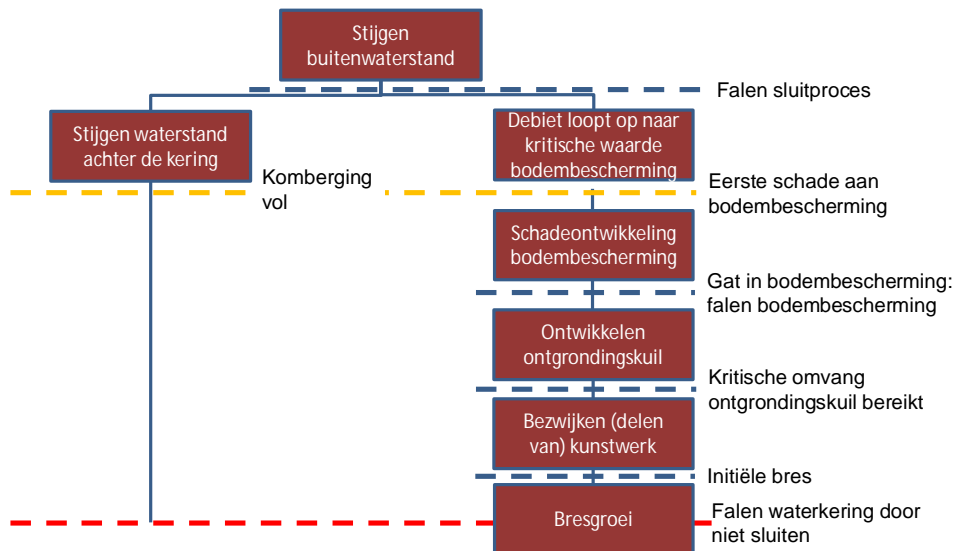 Stijgen
buitenwaterstand
Falen sluitproces
Stijgen waterstand
achter de kering
Debiet loopt op naar
kritische waarde
bodembescherming
Komberging
vol
Eerste schade aan
bodembescherming
Schadeontwikkeling
bodembescherming
Gat in bodembescherming:
falen bodembescherming
Ontwikkelen
ontgrondingskuil
Kritische omvang
ontgrondingskuil bereikt
Bezwijken (delen
van) kunstwerk
Initiële bres
Bresgroei
Falen waterkering door
niet sluiten